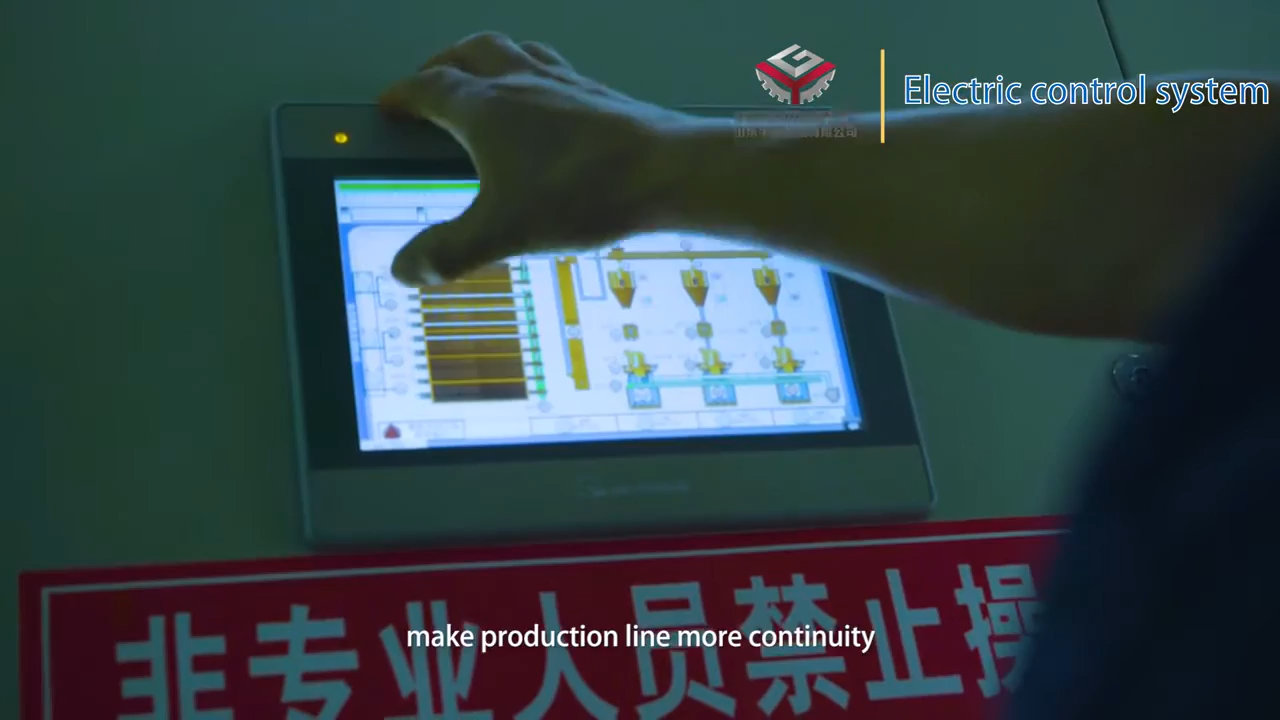 Electric control system
非专业人员禁止操
make production line more continuity